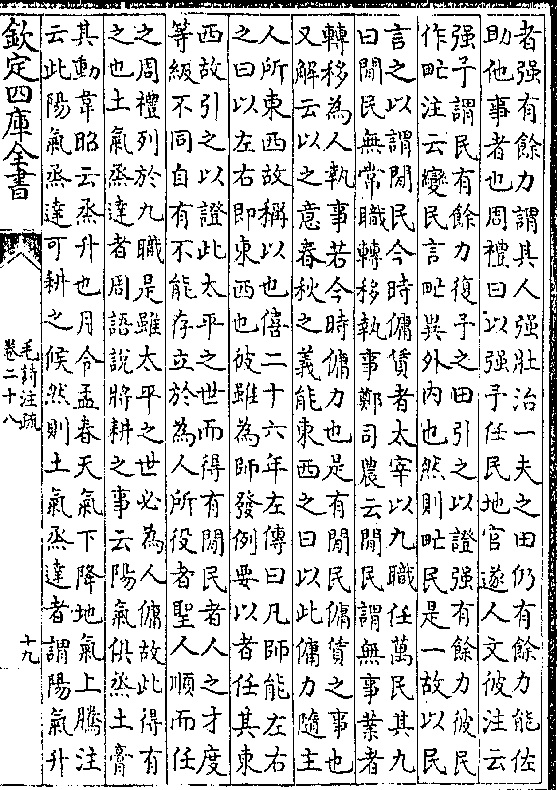 者强有餘力謂其人强壯治一夫之田仍有餘力能佐
助他事者也周禮曰以强予任民地官遂人文彼注云
强予謂民有餘力復予之田引之以證强有餘力彼民
作甿注云變民言甿異外内也然則甿民是一故以民
言之以謂閒民今時傭賃者太宰以九職任萬民其九
曰閒民無常職轉移執事鄭司農云閒民謂無事業者
轉移為人執事若今時傭力也是有閒民傭賃之事也
又解云以之意春秋之義能東西之曰以此傭力隨主
人所東西故稱以也僖二十六年左傳曰凡師能左右
之曰以左右即東西也彼雖為師發例要以者任其東
西故引之以證此太平之世而得有閒民者人之才度
等級不同自有不能存立於為人所役者聖人順而任
之周禮列於九職是雖太平之世必為人傭故此得有
之也土氣烝達者周語說將耕之事云陽氣供烝土膏
其動韋昭云烝升也月令孟春天氣下降地氣上騰注
云此陽氣烝達可耕之候然則土氣烝達者謂陽氣升
欽定四庫全書
毛詩注疏
卷二十八
十九